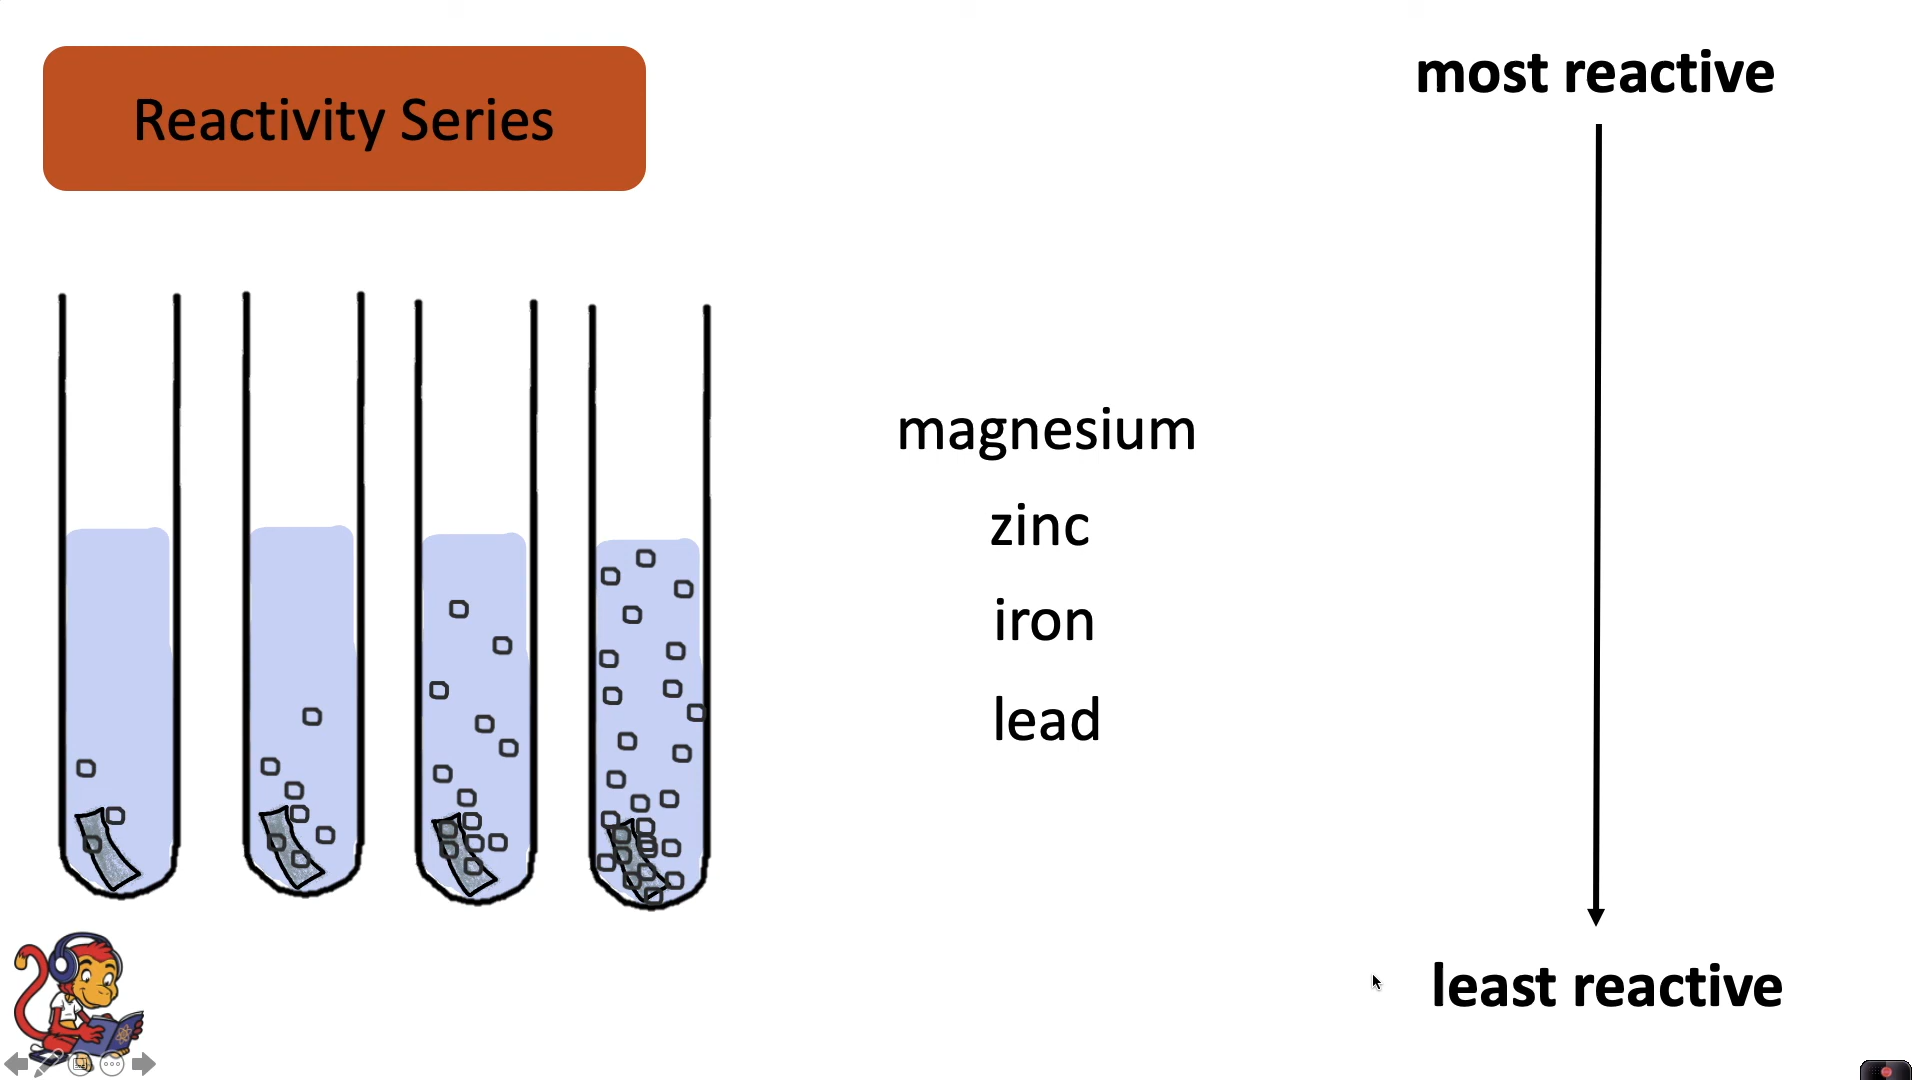 Reactivity Series
most reactive
magnesium
zinc
iron
lead
least reactive